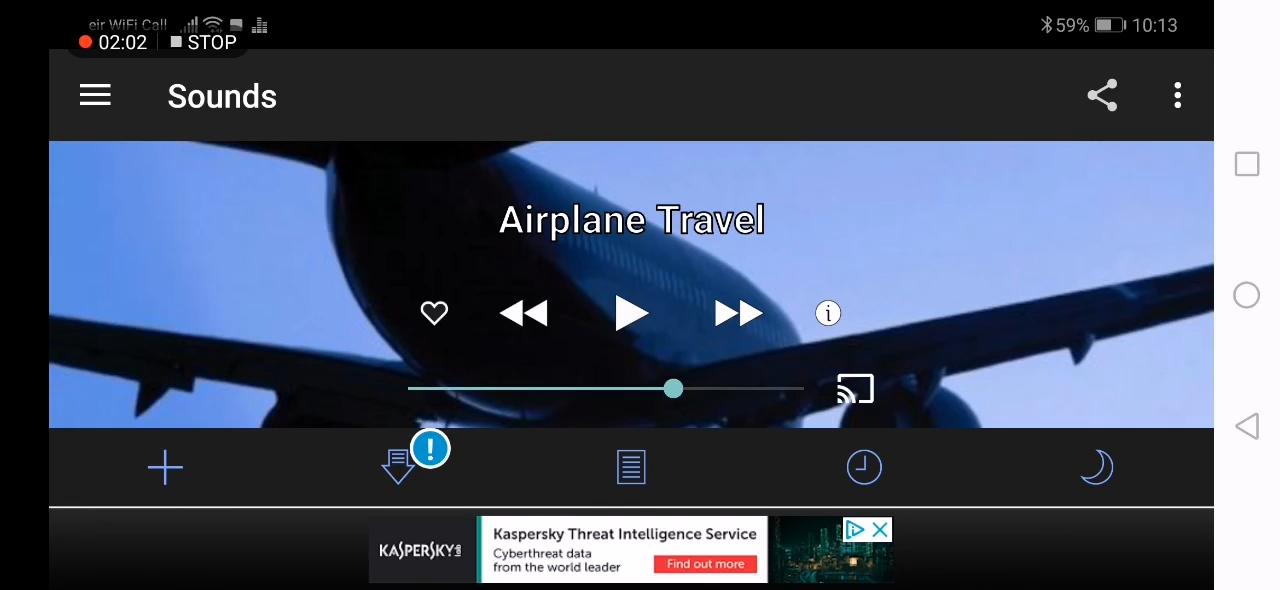 eir WiFi Call
59% 10:13
02:02 STOP
Sounds
Airplane Travel
Kaspersky Threat Intelligence Service
KASPERSKY
Cyberthreat data
from the world leader
Find out more